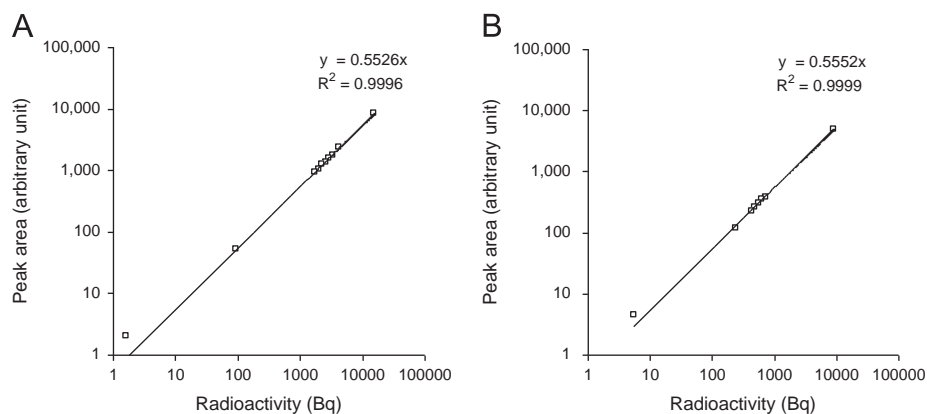 A
100,000
10,000
1,000
100
10
1
Peak area (arbitrary unit)
y = 0.5526x
R² = 0.9996
1 10 100 1000 10000 100000
Radioactivity (Bq)
B
100,000
10,000
1,000
100
10
1
Peak area (arbitrary unit)
y = 0.5552x
R² = 0.9999
1 10 100 1000 10000 100000
Radioactivity (Bq)